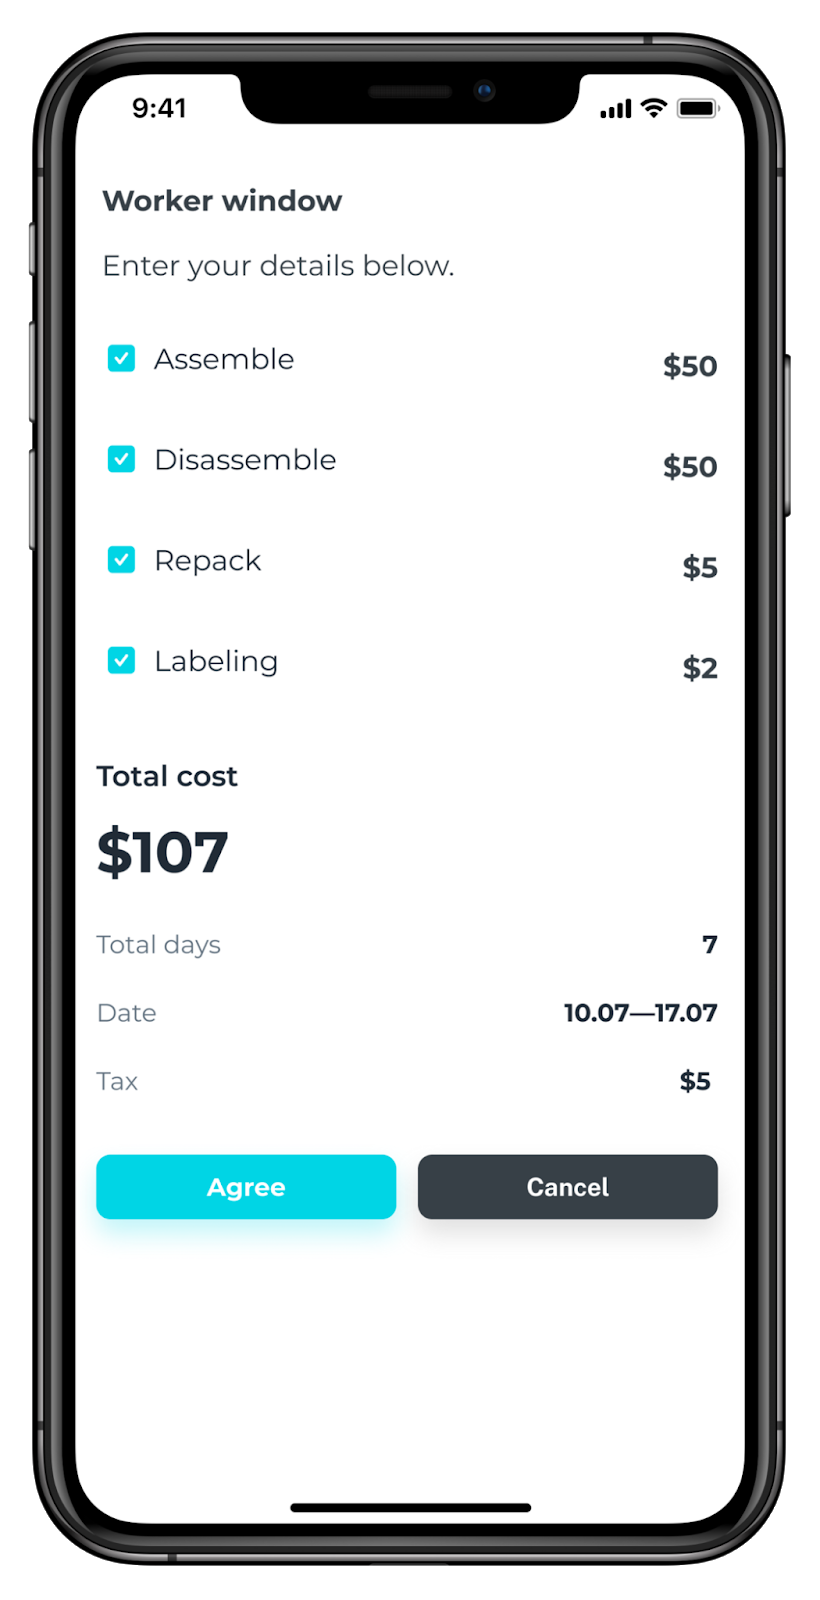 9:41
Worker window
Enter your details below.
Assemble $50
Disassemble $50
Repack $5
Labeling $2
Total cost
$107
Total days 7
Date 10.07—17.07
Tax $5
Agree Cancel